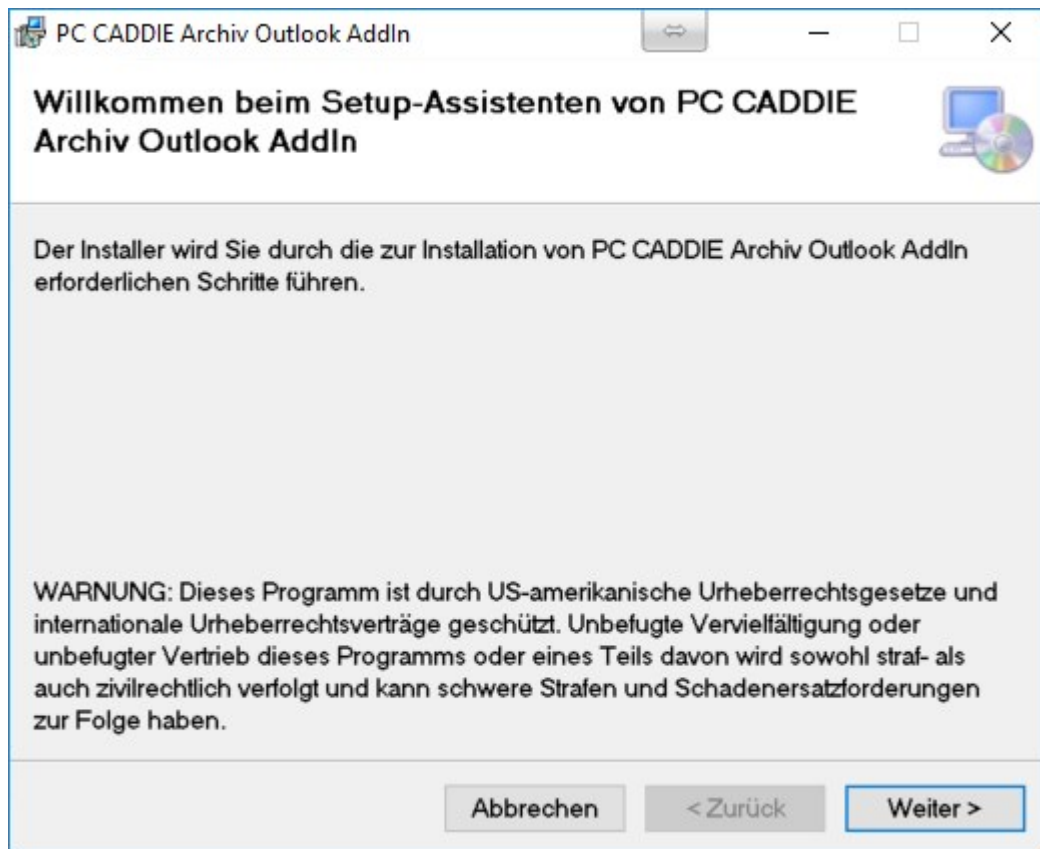 PC CADDIE Archiv Outlook AddIn
Willkommen beim Setup-Assistenten von PC CADDIE
Archiv Outlook AddIn
Der Installer wird Sie durch die zur Installation von PC CADDIE Archiv Outlook AddIn
erforderlichen Schritte führen.
WARNUNG: Dieses Programm ist durch US-amerikanische Urheberrechtsgesetze und
internationale Urheberrechtsverträge geschützt. Unbefugte Vervielfältigung oder
unbefugter Vertrieb dieses Programms oder eines Teils davon wird sowohl straf- als
auch zivilrechtlich verfolgt und kann schwere Strafen und Schadenersatzforderungen
zur Folge haben.
Abbrechen < Zurück Weiter >